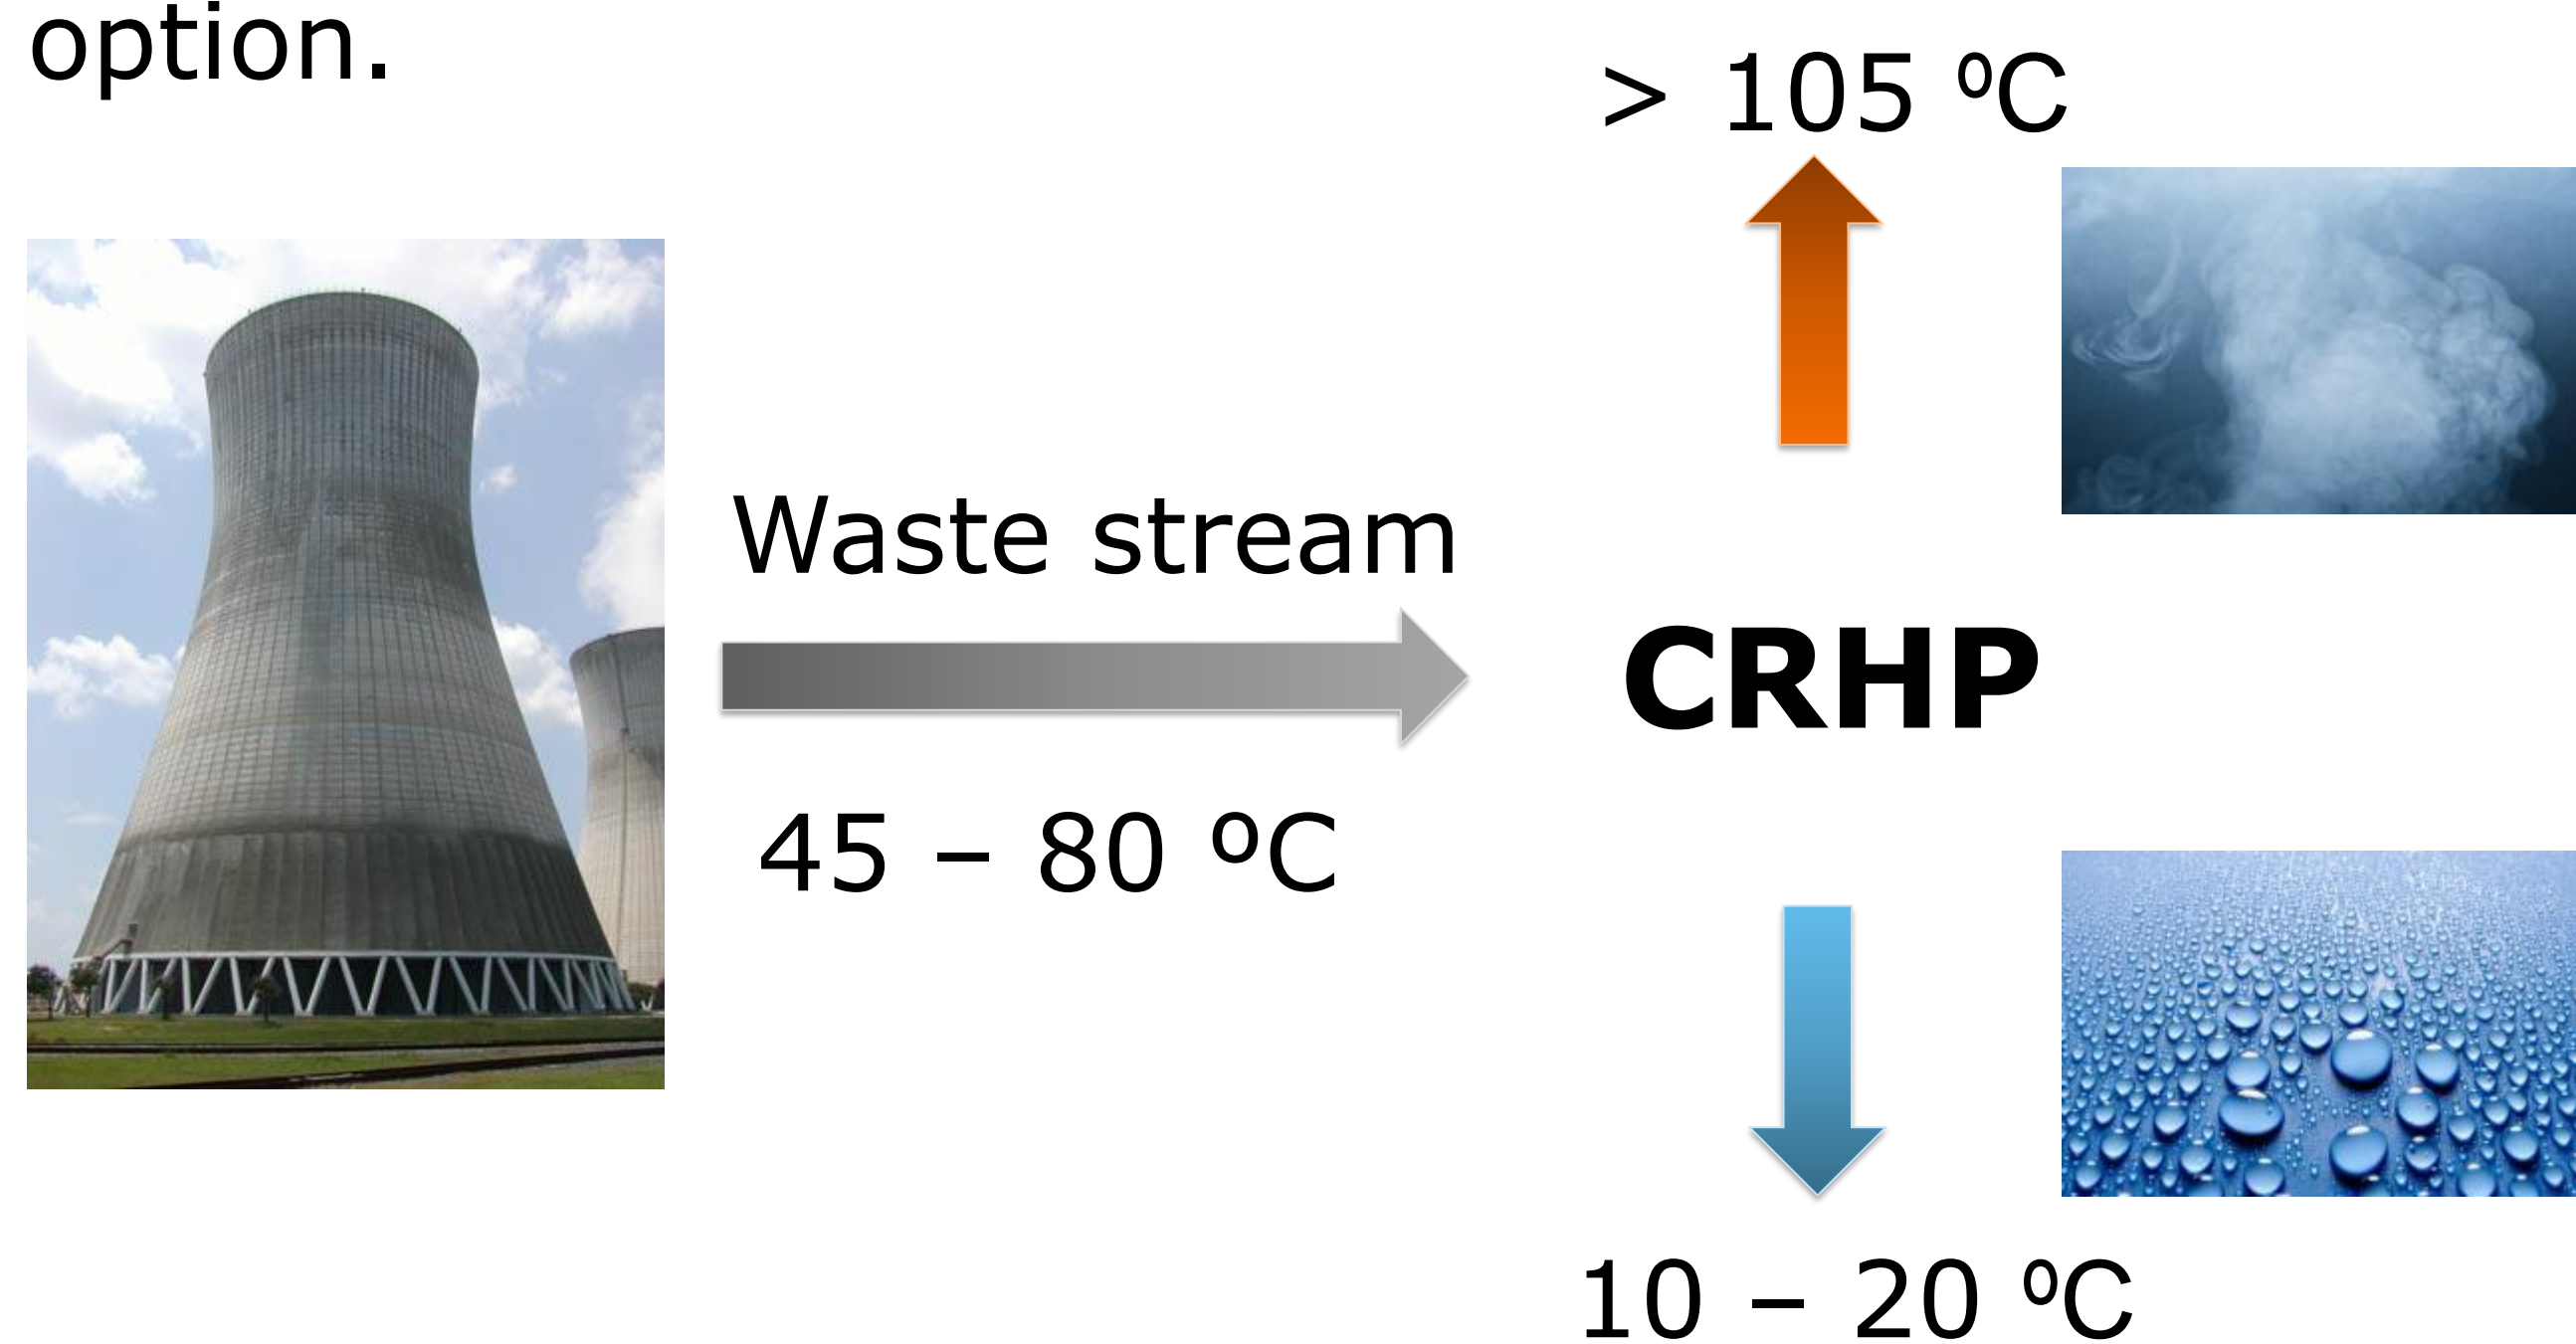 option.
> 105 ºC
Waste stream
CRHP
45 – 80 ºC
10 – 20 ºC